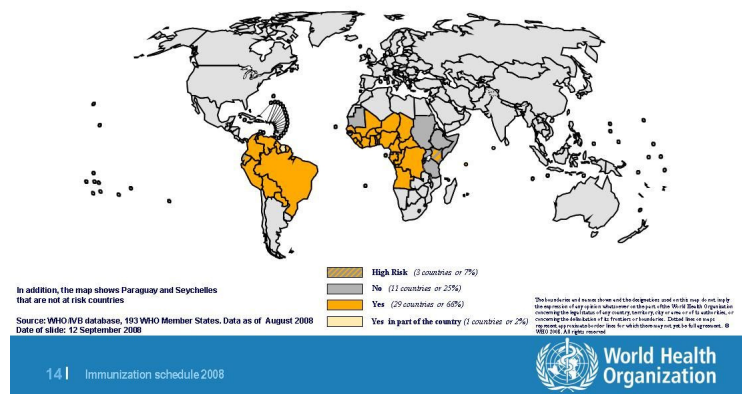 High Risk (3 countries or 7%)
No (11 countries or 25%)
Yes (29 countries or 66%)
Yes in part of the country (1 countries or 2%)
In addition, the map shows Paraguay and Seychelles
that are not at risk countries
Source: WHO/IVB database, 193 WHO Member States. Data as of August 2008
Date of slide: 12 September 2008
The boundaries and names shown and the designations used on this map do not imply
the expression of any opinion whatsoever on the part of the World Health Organization
concerning the legal status of any country, territory, city or area or of its authorities, or
concerning the delimitation of its frontiers or boundaries. Dotted lines on maps
represent approximate border lines for which there may not yet be full agreement. ©
WHO 2008. All rights reserved
14 | Immunization schedule 2008
World Health
Organization